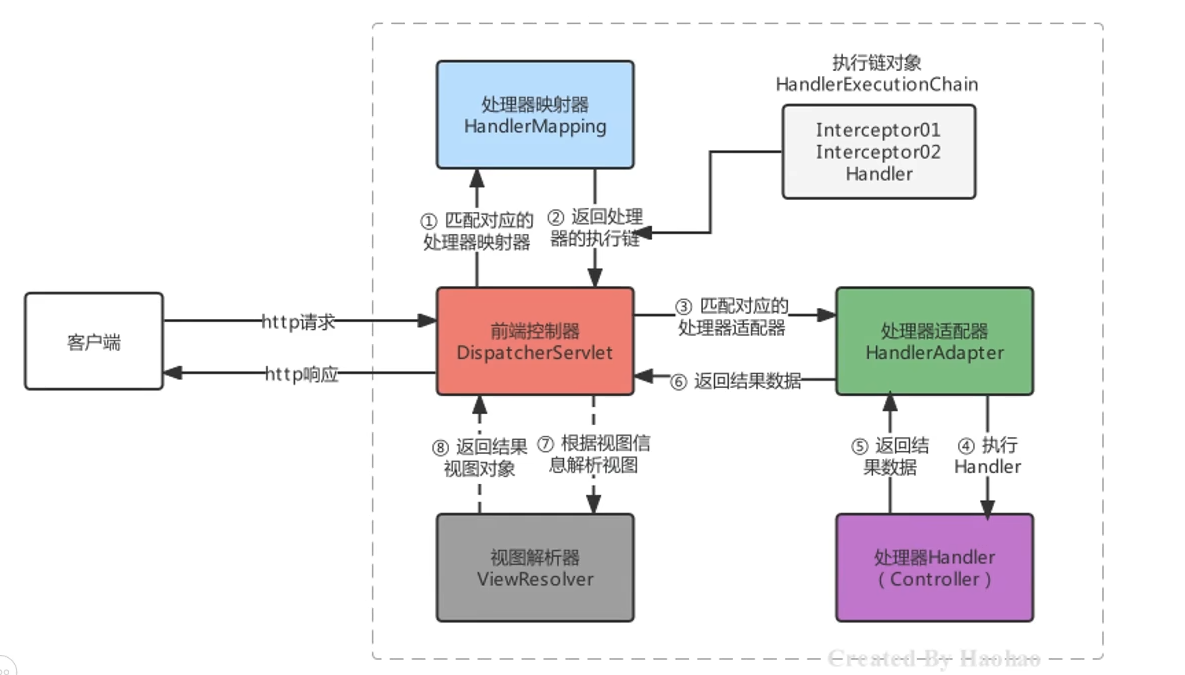 执行链对象
HandlerExecutionChain
处理器映射器
HandlerMapping
Interceptor01
Interceptor02
Handler
① 匹配对应的
处理器映射器
② 返回处理
器的执行链
客户端
http请求
http响应
前端控制器
DispatcherServlet
③ 匹配对应的
处理器适配器
⑥ 返回结果数据
处理器适配器
HandlerAdapter
⑧ 返回结果
视图对象
⑦ 根据视图信
息解析视图
⑤ 返回结
果数据
④ 执行
Handler
视图解析器
ViewResolver
处理器Handler
（Controller）
Created By Haohao